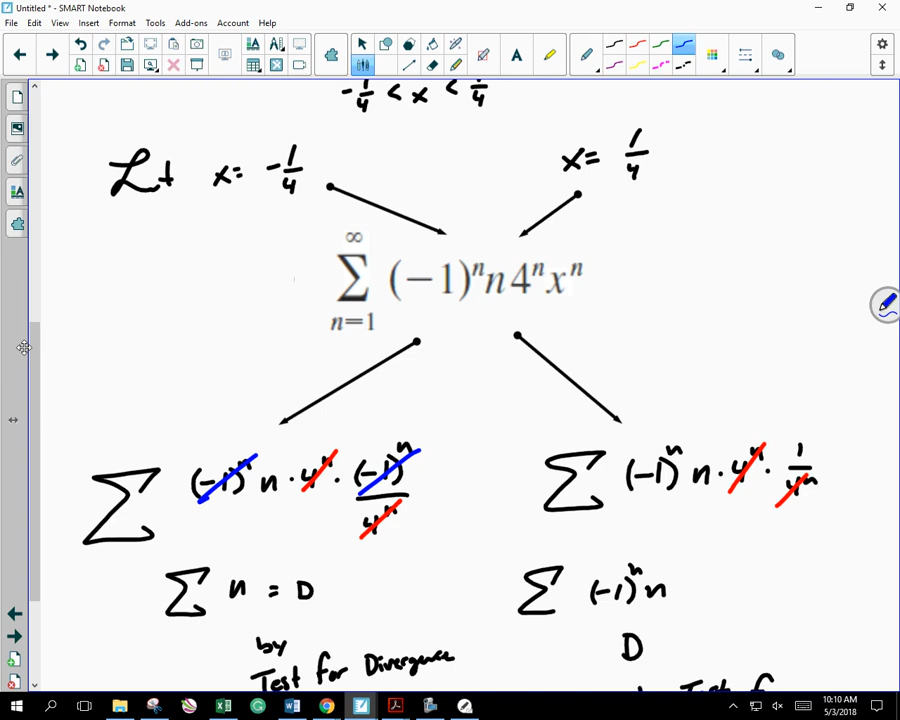 Untitled * - SMART Notebook
File Edit View Insert Format Tools Add-ons Account Help
-1/4 < x < 1/4
Let x = -1/4
x = 1/4
∞
∑ (−1)ⁿn4ⁿxⁿ
n=1
∑ (-1)ⁿ n · 4ⁿ · (-1)ⁿ/4ⁿ
∑ (-1)ⁿ n · 4ⁿ · 1/4ⁿ
∑ n = D
∑ (-1)ⁿ n
by
Test for Divergence
D
Test f
10:10 AM
5/3/2018